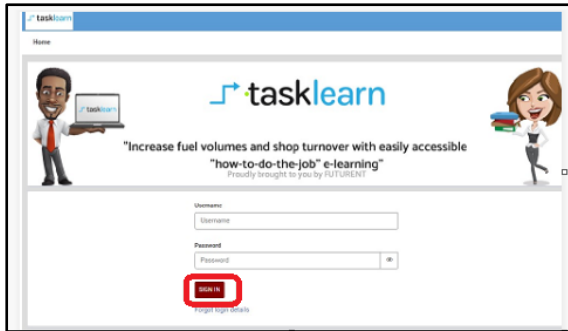 tasklearn
Home
tasklearn
tasklearn
"Increase fuel volumes and shop turnover with easily accessible
"how-to-do-the-job" e-learning"
Proudly brought to you by FUTURENT
Username
Username
Password
Password
SIGN IN
Forgot login details